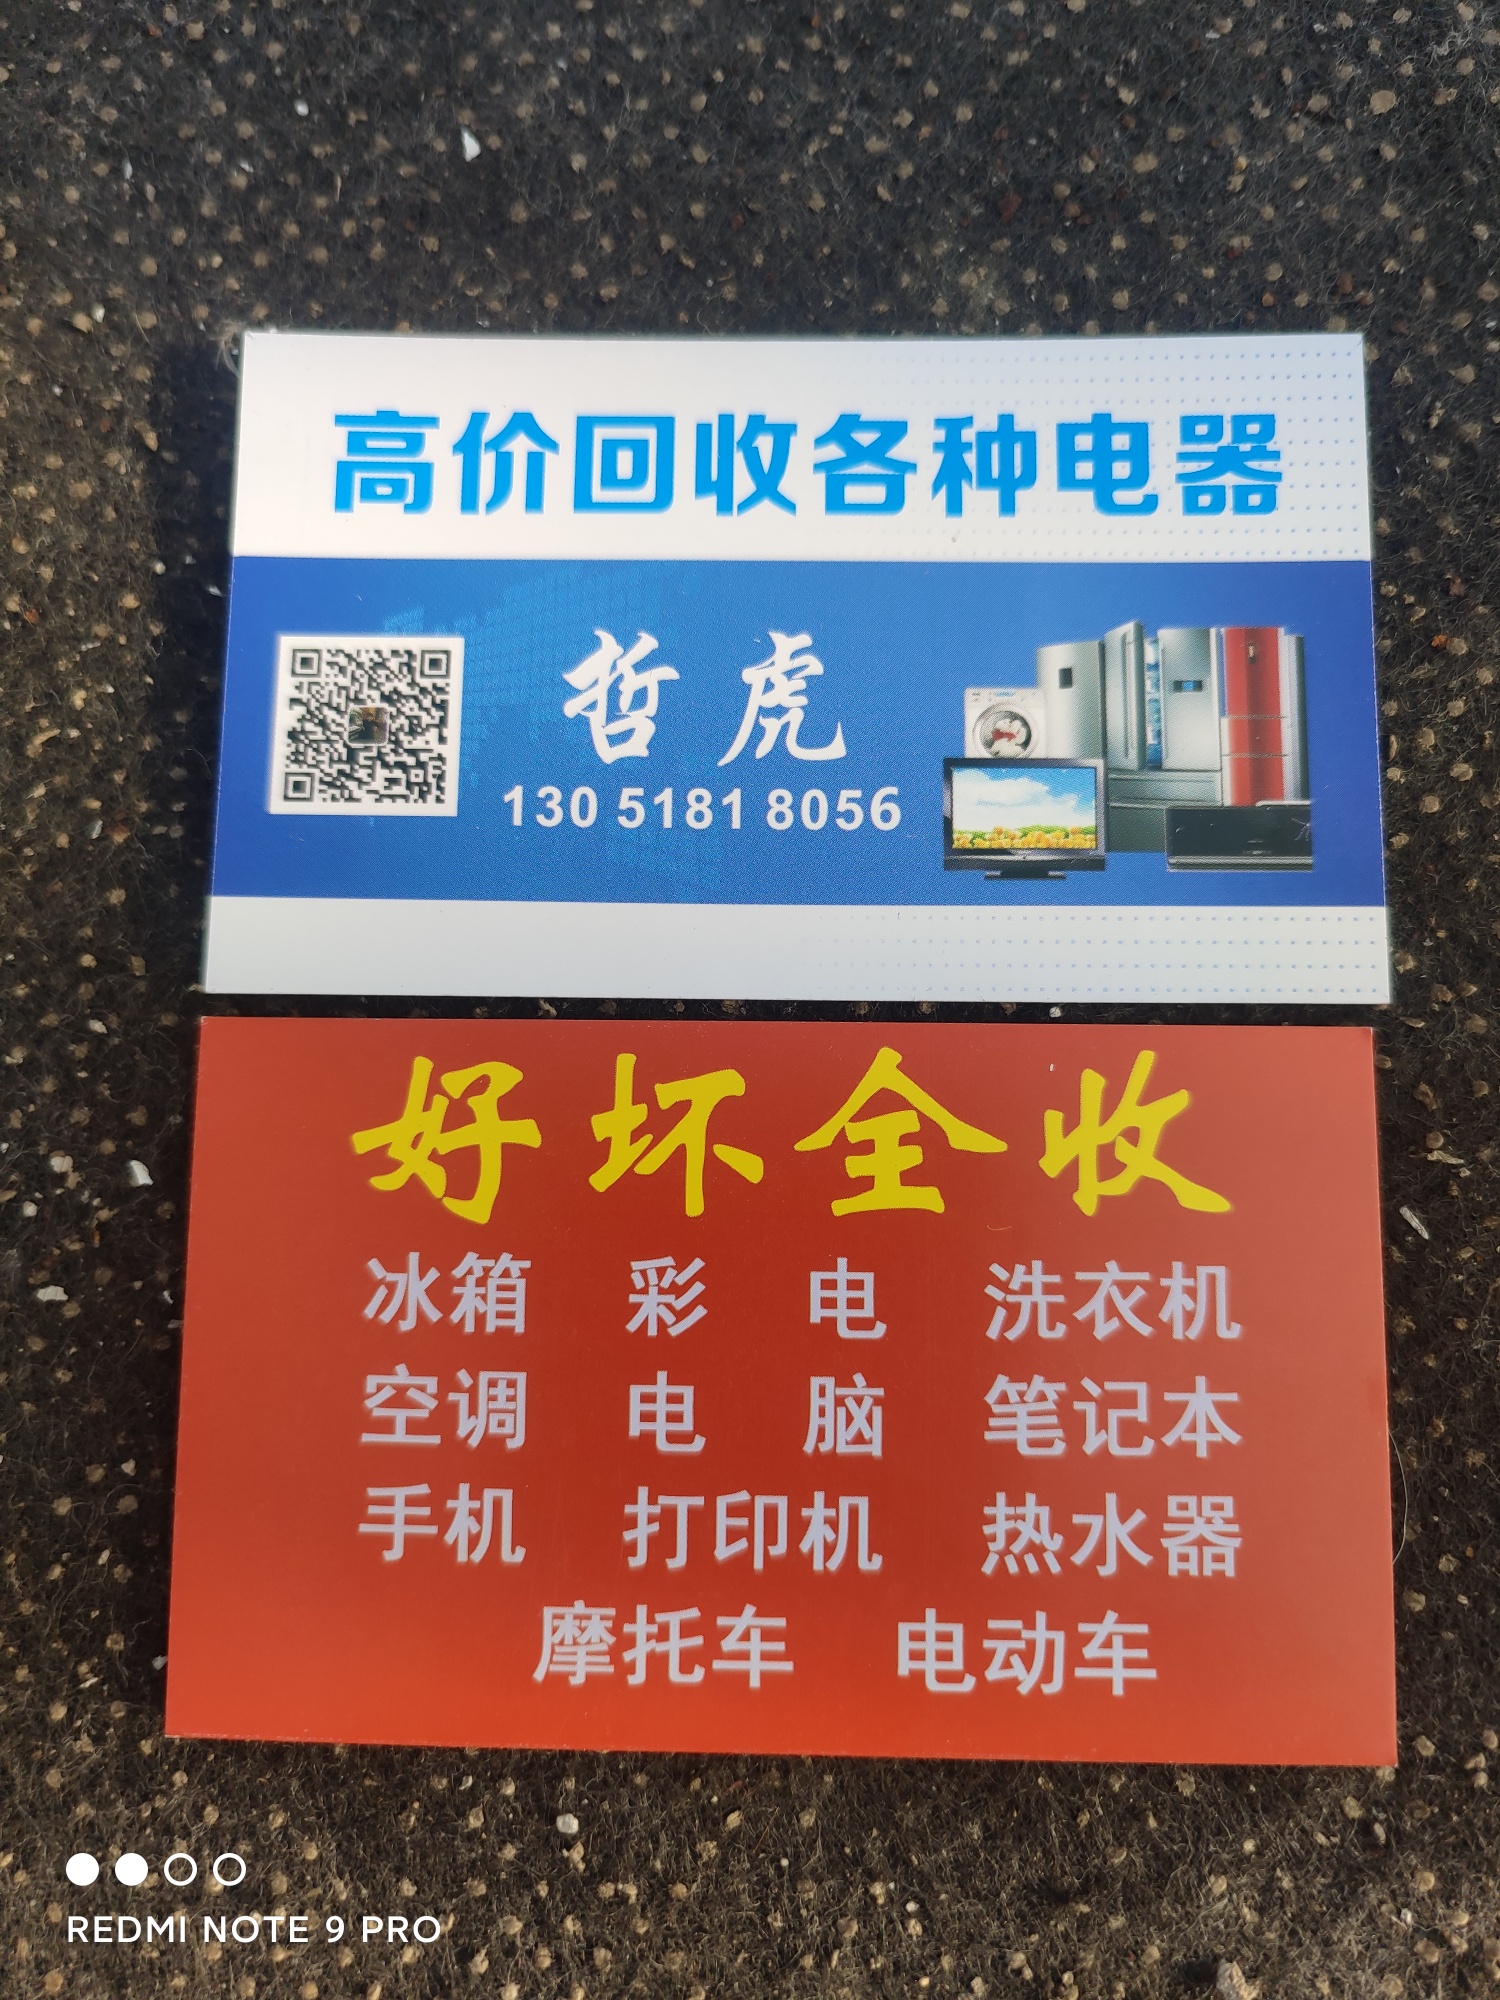 高价回收各种电器
哲虎
130 5181 8056
好坏全收
冰箱 彩电 洗衣机
空调 电脑 笔记本
手机 打印机 热水器
摩托车 电动车
REDMI NOTE 9 PRO